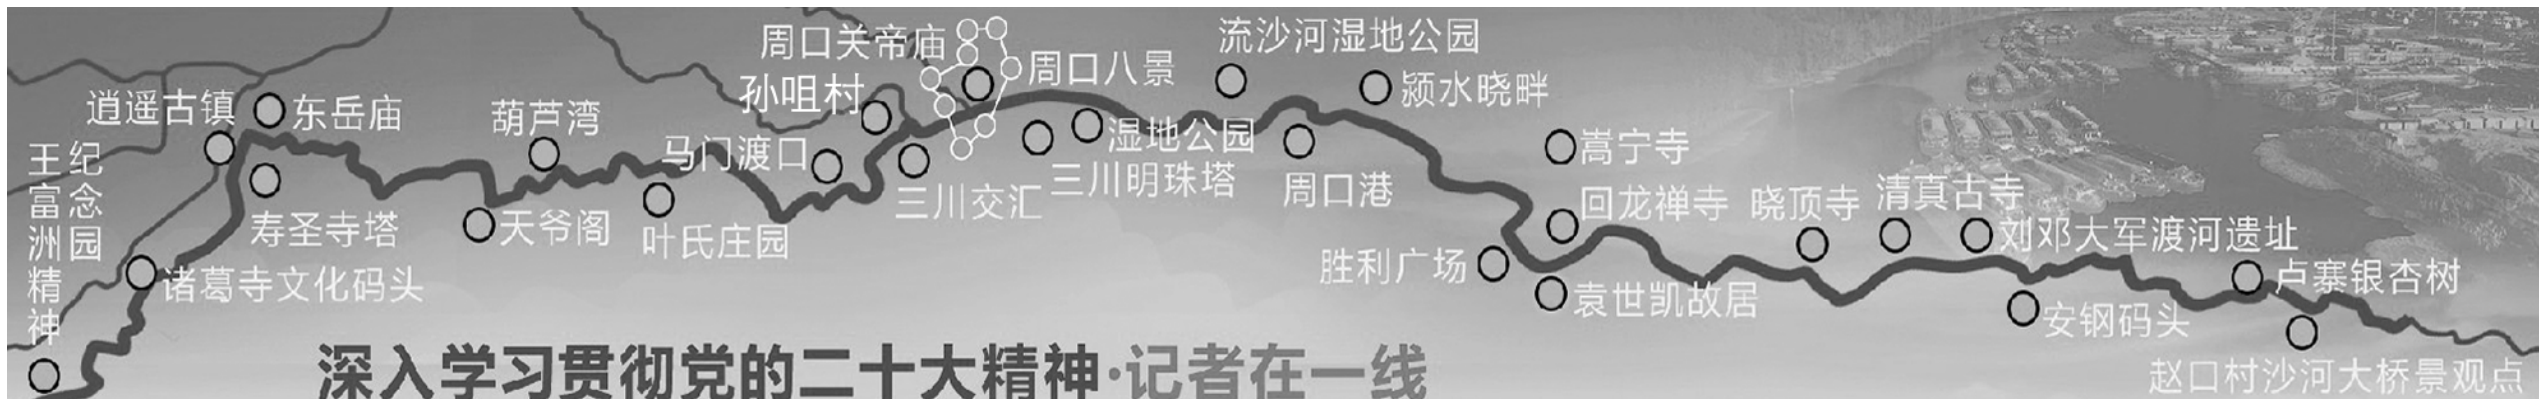 周口关帝庙
流沙河湿地公园
周口八景
孙咀村
颍水晓畔
逍遥古镇
东岳庙
葫芦湾
湿地公园
马门渡口
嵩宁寺
王富洲精神
纪念园
三川明珠塔
周口港
三川交汇
回龙禅寺
晓顶寺
清真古寺
寿圣寺塔
天爷阁
叶氏庄园
刘邓大军渡河遗址
胜利广场
诸葛寺文化码头
卢寨银杏树
袁世凯故居
安钢码头
赵口村沙河大桥景观点
深入学习贯彻党的二十大精神·记者在一线